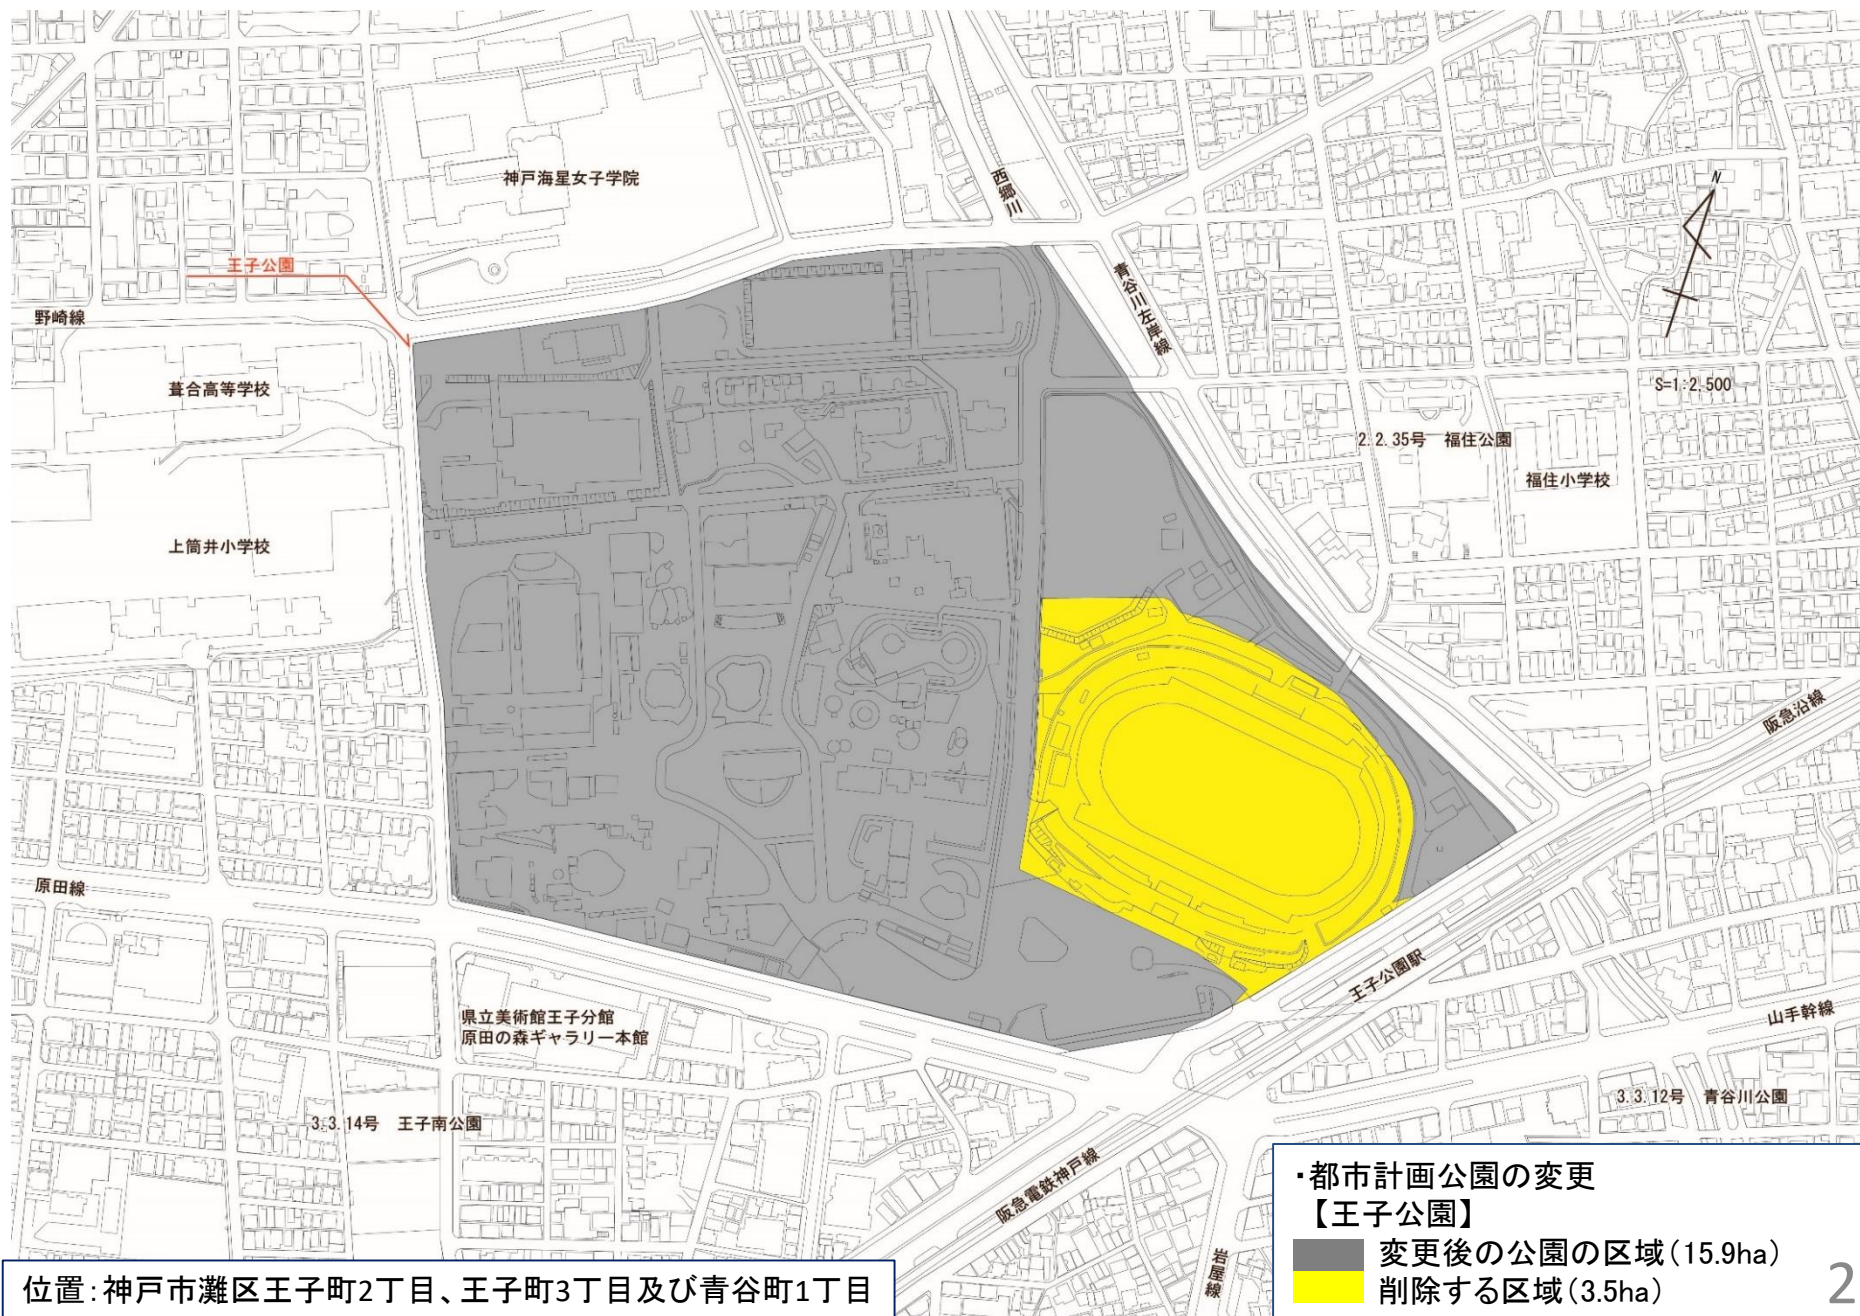 神戸海星女子学院
西郷川
N
王子公園
青谷川左岸線
野崎線
葺合高等学校
S=1:2,500
2.2.35号 福住公園
福住小学校
上筒井小学校
阪急沿線
原田線
王子公園駅
県立美術館王子分館
原田の森ギャラリー本館
山手幹線
3.3.14号 王子南公園
3.3.12号 青谷川公園
阪急電鉄神戸線
岩屋線
・都市計画公園の変更
【王子公園】
変更後の公園の区域(15.9ha)
削除する区域(3.5ha)
位置:神戸市灘区王子町2丁目、王子町3丁目及び青谷町1丁目
2